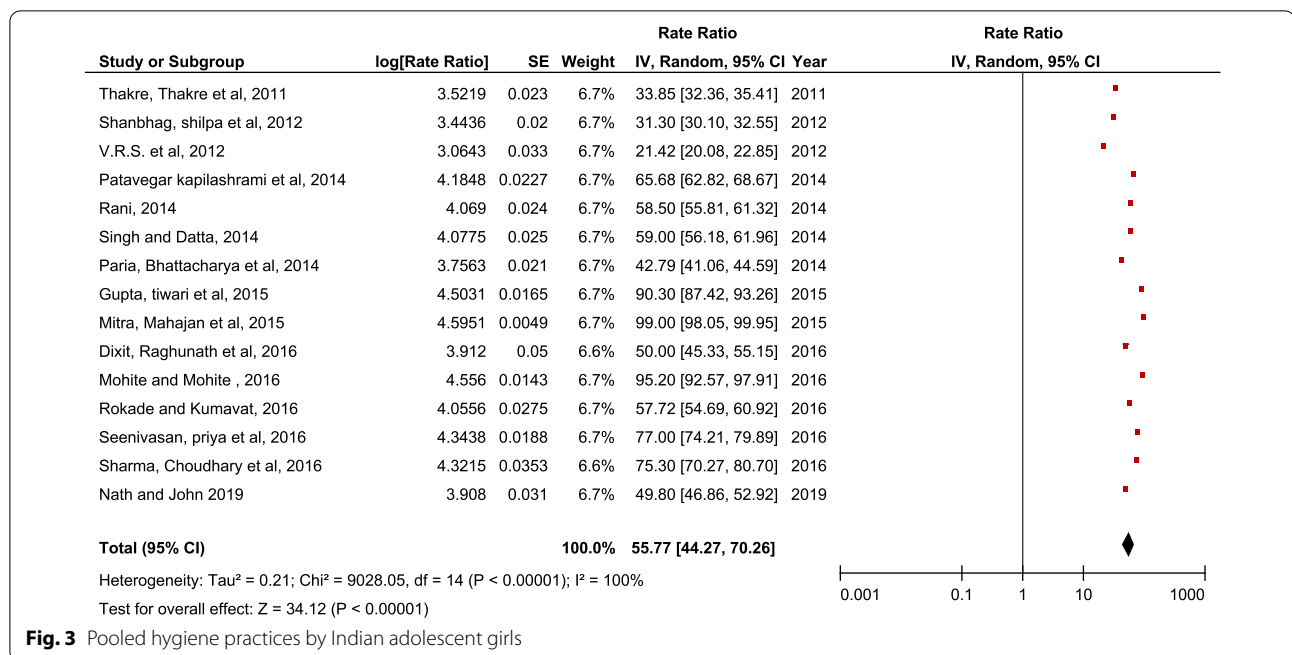 Rate Ratio Rate Ratio
Study or Subgroup log[Rate Ratio] SE Weight IV, Random, 95% CI Year IV, Random, 95% CI
Thakre, Thakre et al, 2011 3.5219 0.023 6.7% 33.85 [32.36, 35.41] 2011
Shanbhag, shilpa et al, 2012 3.4436 0.02 6.7% 31.30 [30.10, 32.55] 2012
V.R.S. et al, 2012 3.0643 0.033 6.7% 21.42 [20.08, 22.85] 2012
Patavegar kapilashrami et al, 2014 4.1848 0.0227 6.7% 65.68 [62.82, 68.67] 2014
Rani, 2014 4.069 0.024 6.7% 58.50 [55.81, 61.32] 2014
Singh and Datta, 2014 4.0775 0.025 6.7% 59.00 [56.18, 61.96] 2014
Paria, Bhattacharya et al, 2014 3.7563 0.021 6.7% 42.79 [41.06, 44.59] 2014
Gupta, tiwari et al, 2015 4.5031 0.0165 6.7% 90.30 [87.42, 93.26] 2015
Mitra, Mahajan et al, 2015 4.5951 0.0049 6.7% 99.00 [98.05, 99.95] 2015
Dixit, Raghunath et al, 2016 3.912 0.05 6.6% 50.00 [45.33, 55.15] 2016
Mohite and Mohite , 2016 4.556 0.0143 6.7% 95.20 [92.57, 97.91] 2016
Rokade and Kumavat, 2016 4.0556 0.0275 6.7% 57.72 [54.69, 60.92] 2016
Seenivasan, priya et al, 2016 4.3438 0.0188 6.7% 77.00 [74.21, 79.89] 2016
Sharma, Choudhary et al, 2016 4.3215 0.0353 6.6% 75.30 [70.27, 80.70] 2016
Nath and John 2019 3.908 0.031 6.7% 49.80 [46.86, 52.92] 2019
Total (95% CI) 100.0% 55.77 [44.27, 70.26]
Heterogeneity: Tau² = 0.21; Chi² = 9028.05, df = 14 (P < 0.00001); I² = 100%
Test for overall effect: Z = 34.12 (P < 0.00001)
0.001 0.1 1 10 1000
Fig. 3 Pooled hygiene practices by Indian adolescent girls